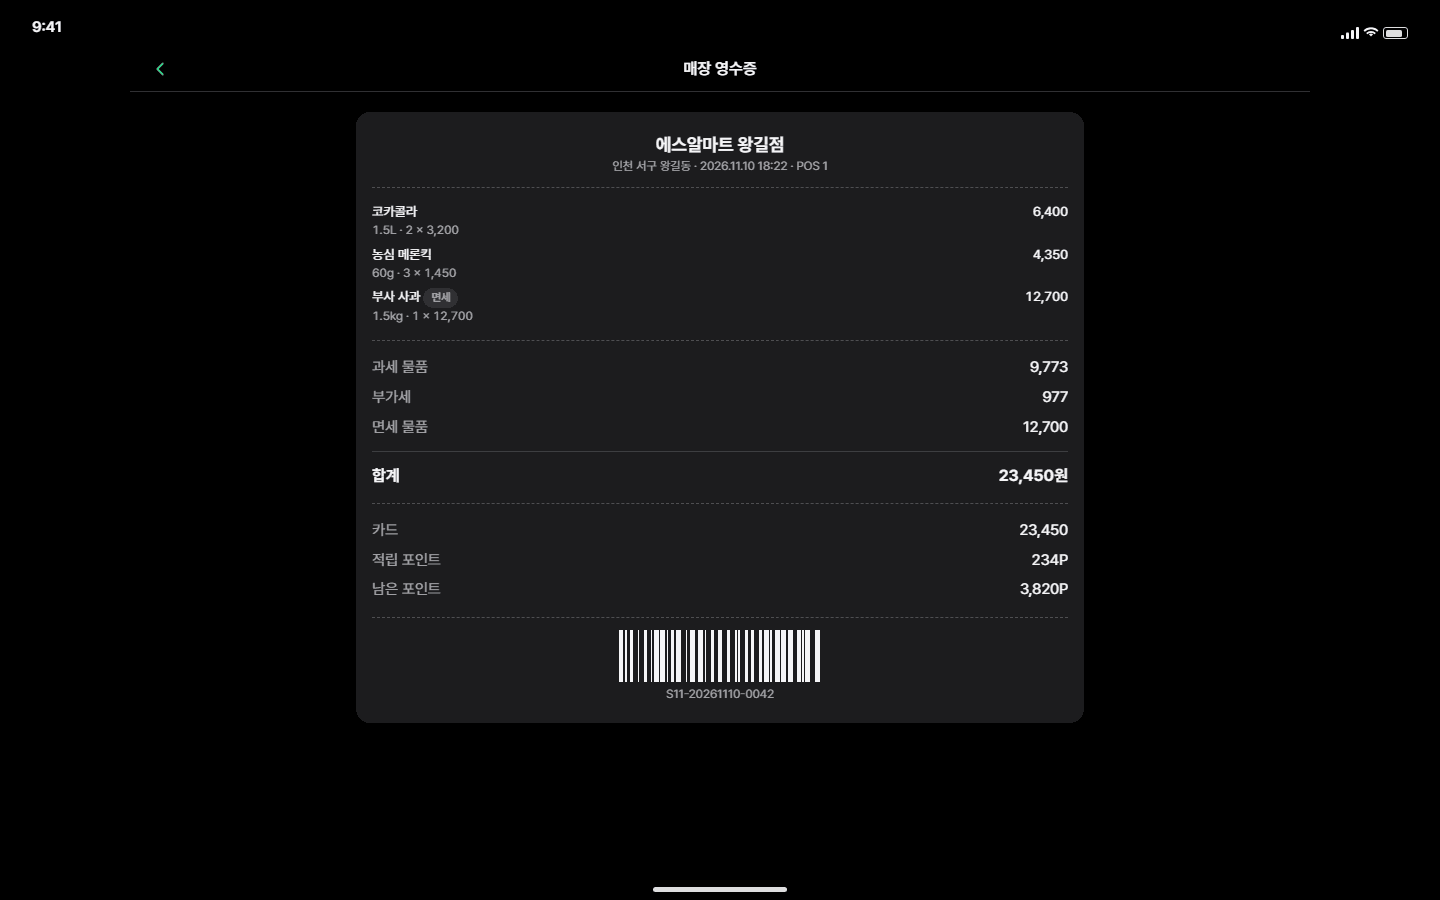 9:41
매장 영수증
에스알마트 왕길점
인천 서구 왕길동 · 2026.11.10 18:22 · POS 1
코카콜라 6,400
1.5L · 2 × 3,200
농심 메론킥 4,350
60g · 3 × 1,450
부사 사과 면세 12,700
1.5kg · 1 × 12,700
과세 물품 9,773
부가세 977
면세 물품 12,700
합계 23,450원
카드 23,450
적립 포인트 234P
남은 포인트 3,820P
S11-20261110-0042